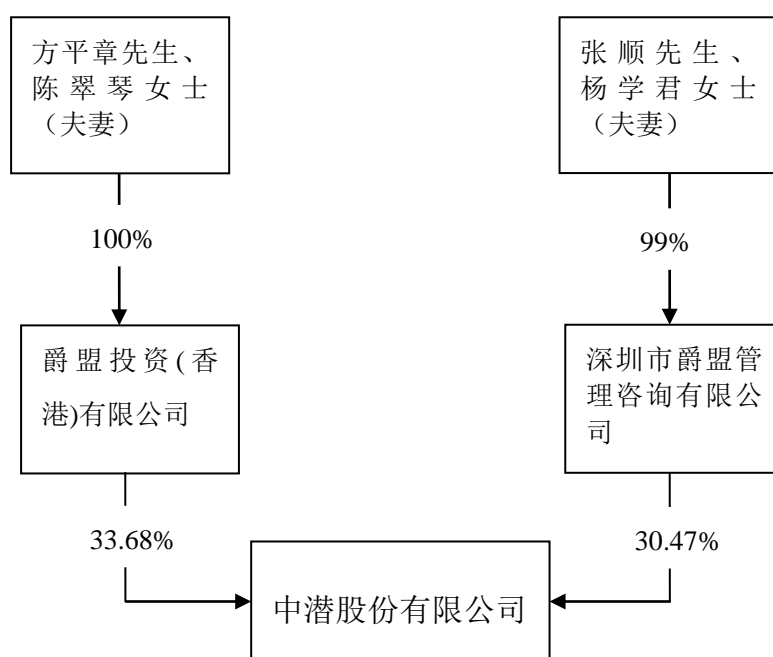 方平章先生、
陈翠琴女士
（夫妻）
张顺先生、
杨学君女士
（夫妻）
100%
99%
爵盟投资(香
港)有限公司
深圳市爵盟管
理咨询有限公
司
33.68%
30.47%
中潜股份有限公司